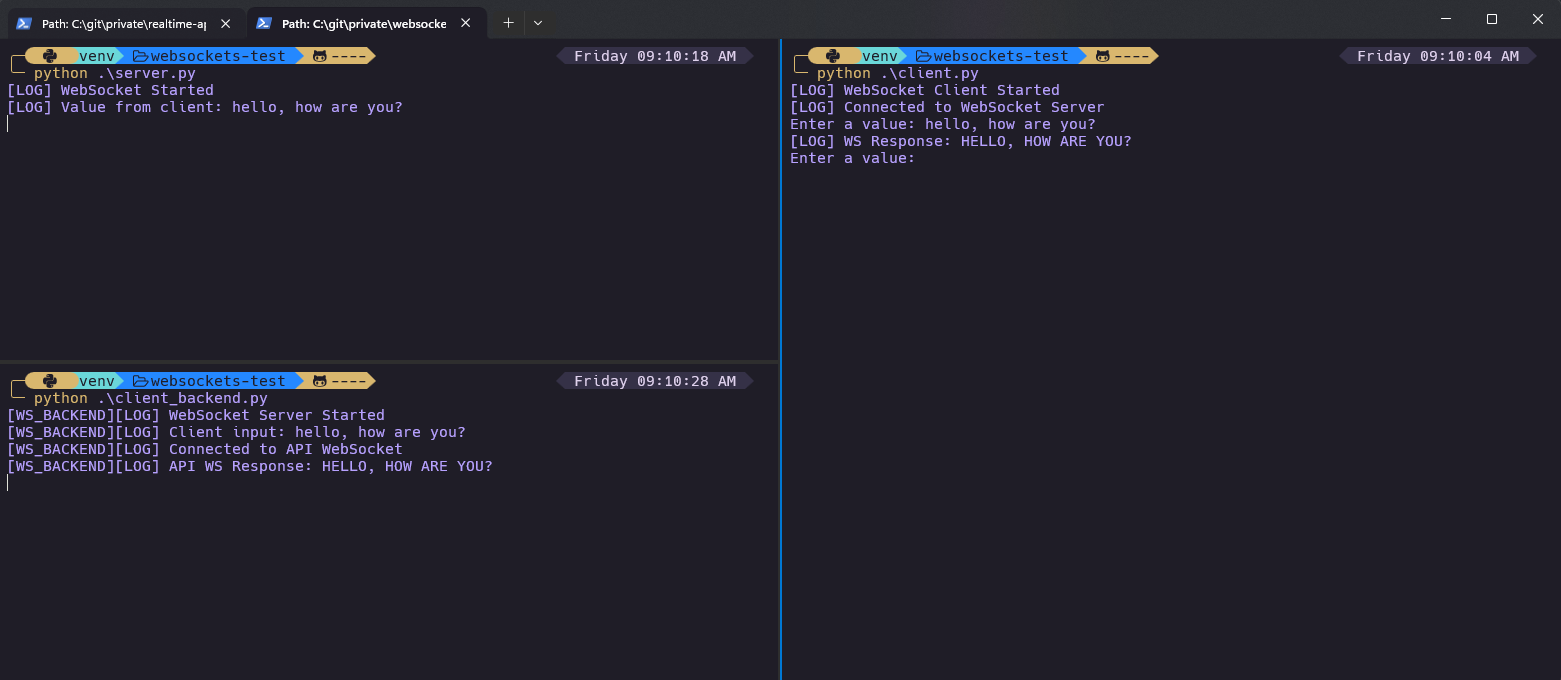 Path: C:\git\private\realtime-ap
Path: C:\git\private\websocke
venv websockets-test ---- Friday 09:10:18 AM
python .\server.py
[LOG] WebSocket Started
[LOG] Value from client: hello, how are you?
venv websockets-test ---- Friday 09:10:28 AM
python .\client_backend.py
[WS_BACKEND][LOG] WebSocket Server Started
[WS_BACKEND][LOG] Client input: hello, how are you?
[WS_BACKEND][LOG] Connected to API WebSocket
[WS_BACKEND][LOG] API WS Response: HELLO, HOW ARE YOU?
venv websockets-test ---- Friday 09:10:04 AM
python .\client.py
[LOG] WebSocket Client Started
[LOG] Connected to WebSocket Server
Enter a value: hello, how are you?
[LOG] WS Response: HELLO, HOW ARE YOU?
Enter a value: